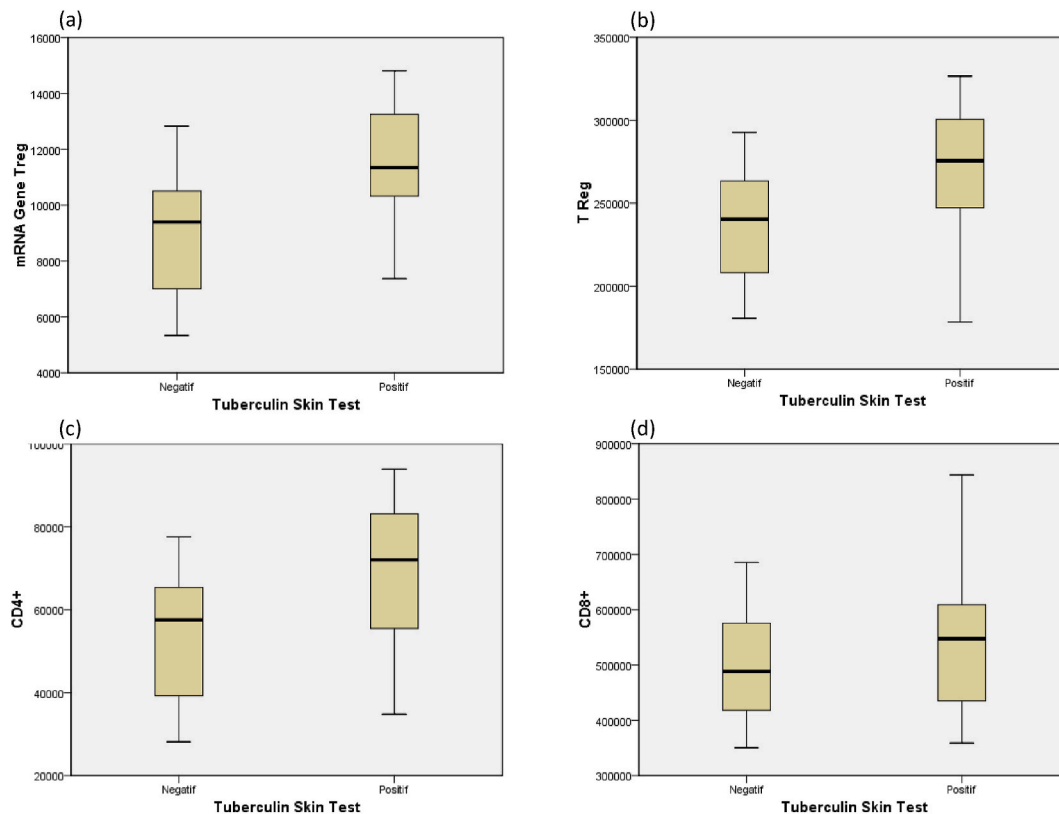 (a)
16000
14000
12000
10000
8000
6000
4000
mRNA Gene Treg
Negatif
Positif
Tuberculin Skin Test
(b)
350000
300000
250000
200000
150000
T Reg
Negatif
Positif
Tuberculin Skin Test
(c)
100000
80000
60000
40000
20000
CD4+
Negatif
Positif
Tuberculin Skin Test
(d)
900000
800000
700000
600000
500000
400000
300000
CD8+
Negatif
Positif
Tuberculin Skin Test